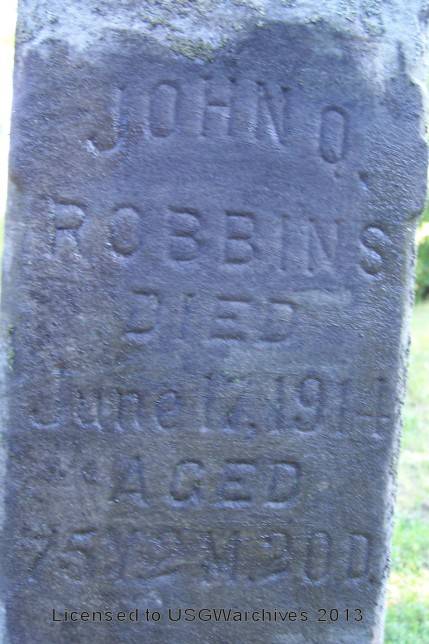 JOHN O.
ROBBINS
DIED
June 17, 1914
AGED
75 Y. 2 M. 20 D.
Licensed to USGWarchives 2013